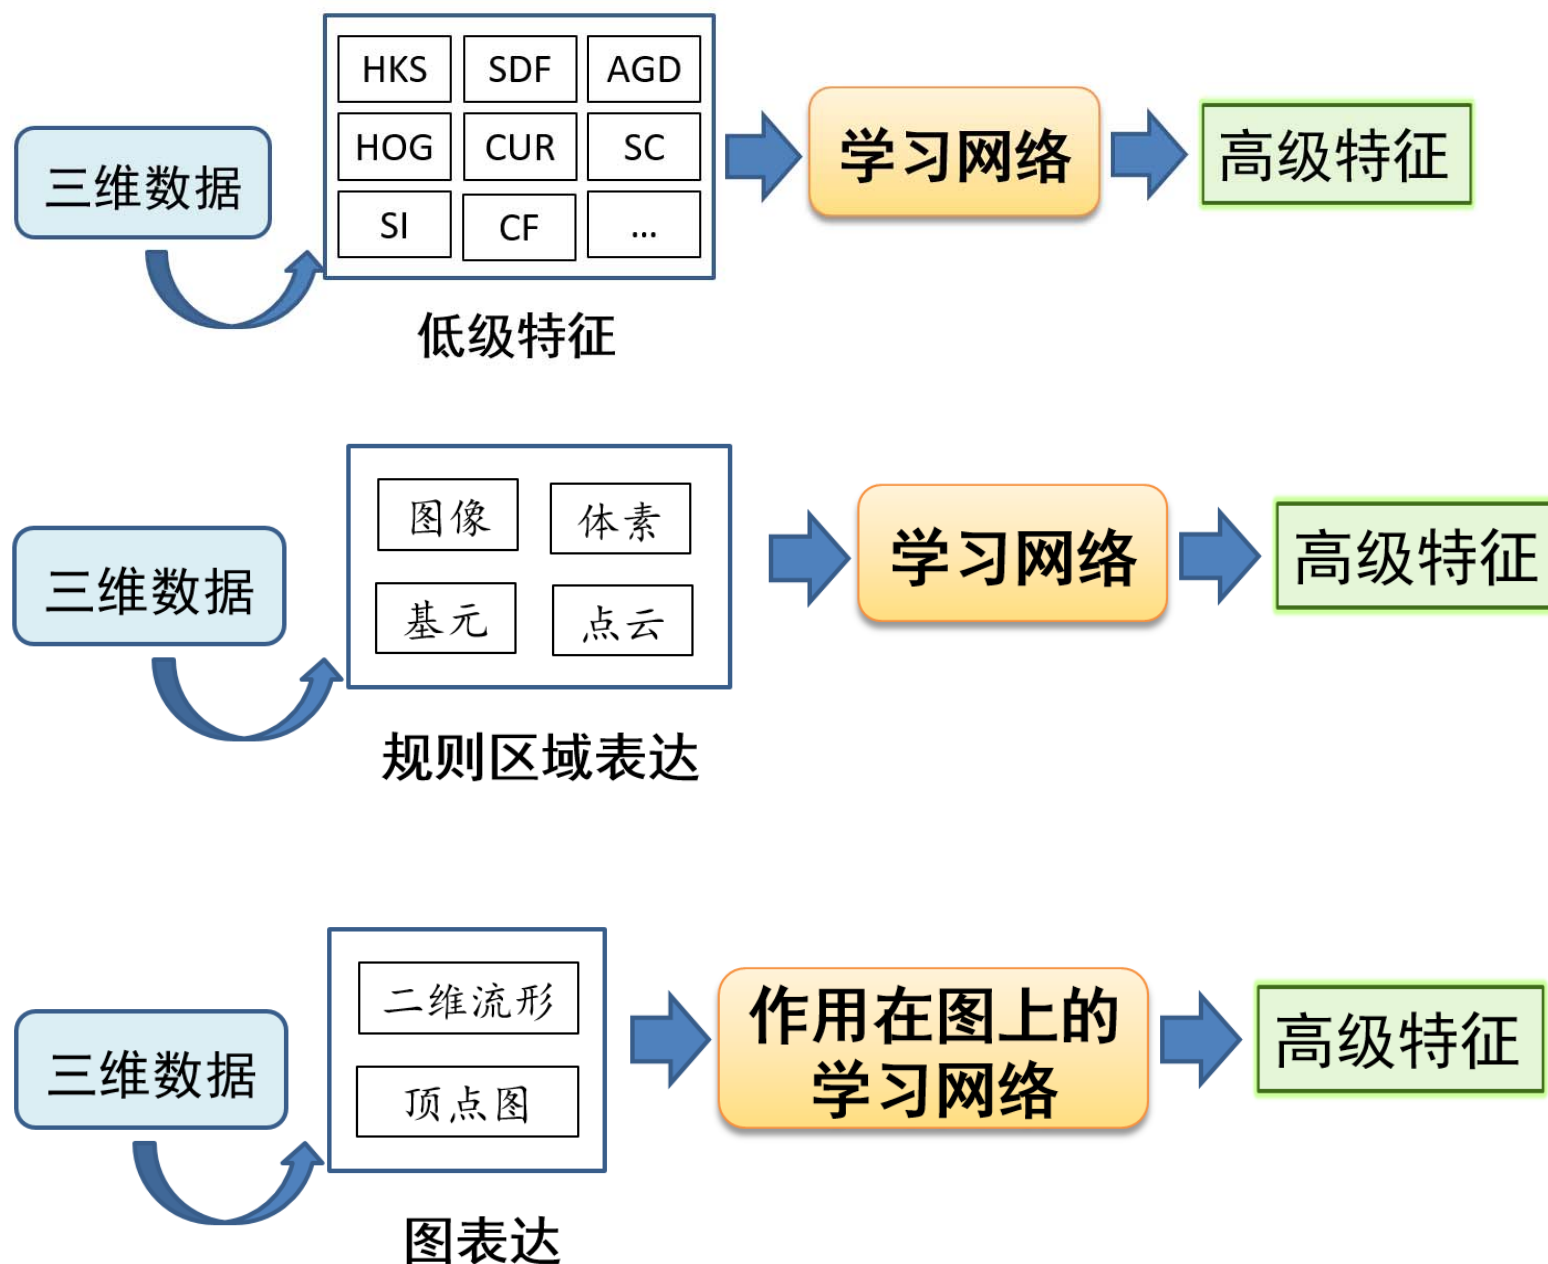 HKS SDF AGD
HOG CUR SC
SI CF ...
三维数据
学习网络
高级特征
低级特征
图像 体素
基元 点云
三维数据
学习网络
高级特征
规则区域表达
二维流形
顶点图
三维数据
作用在图上的
学习网络
高级特征
图表达